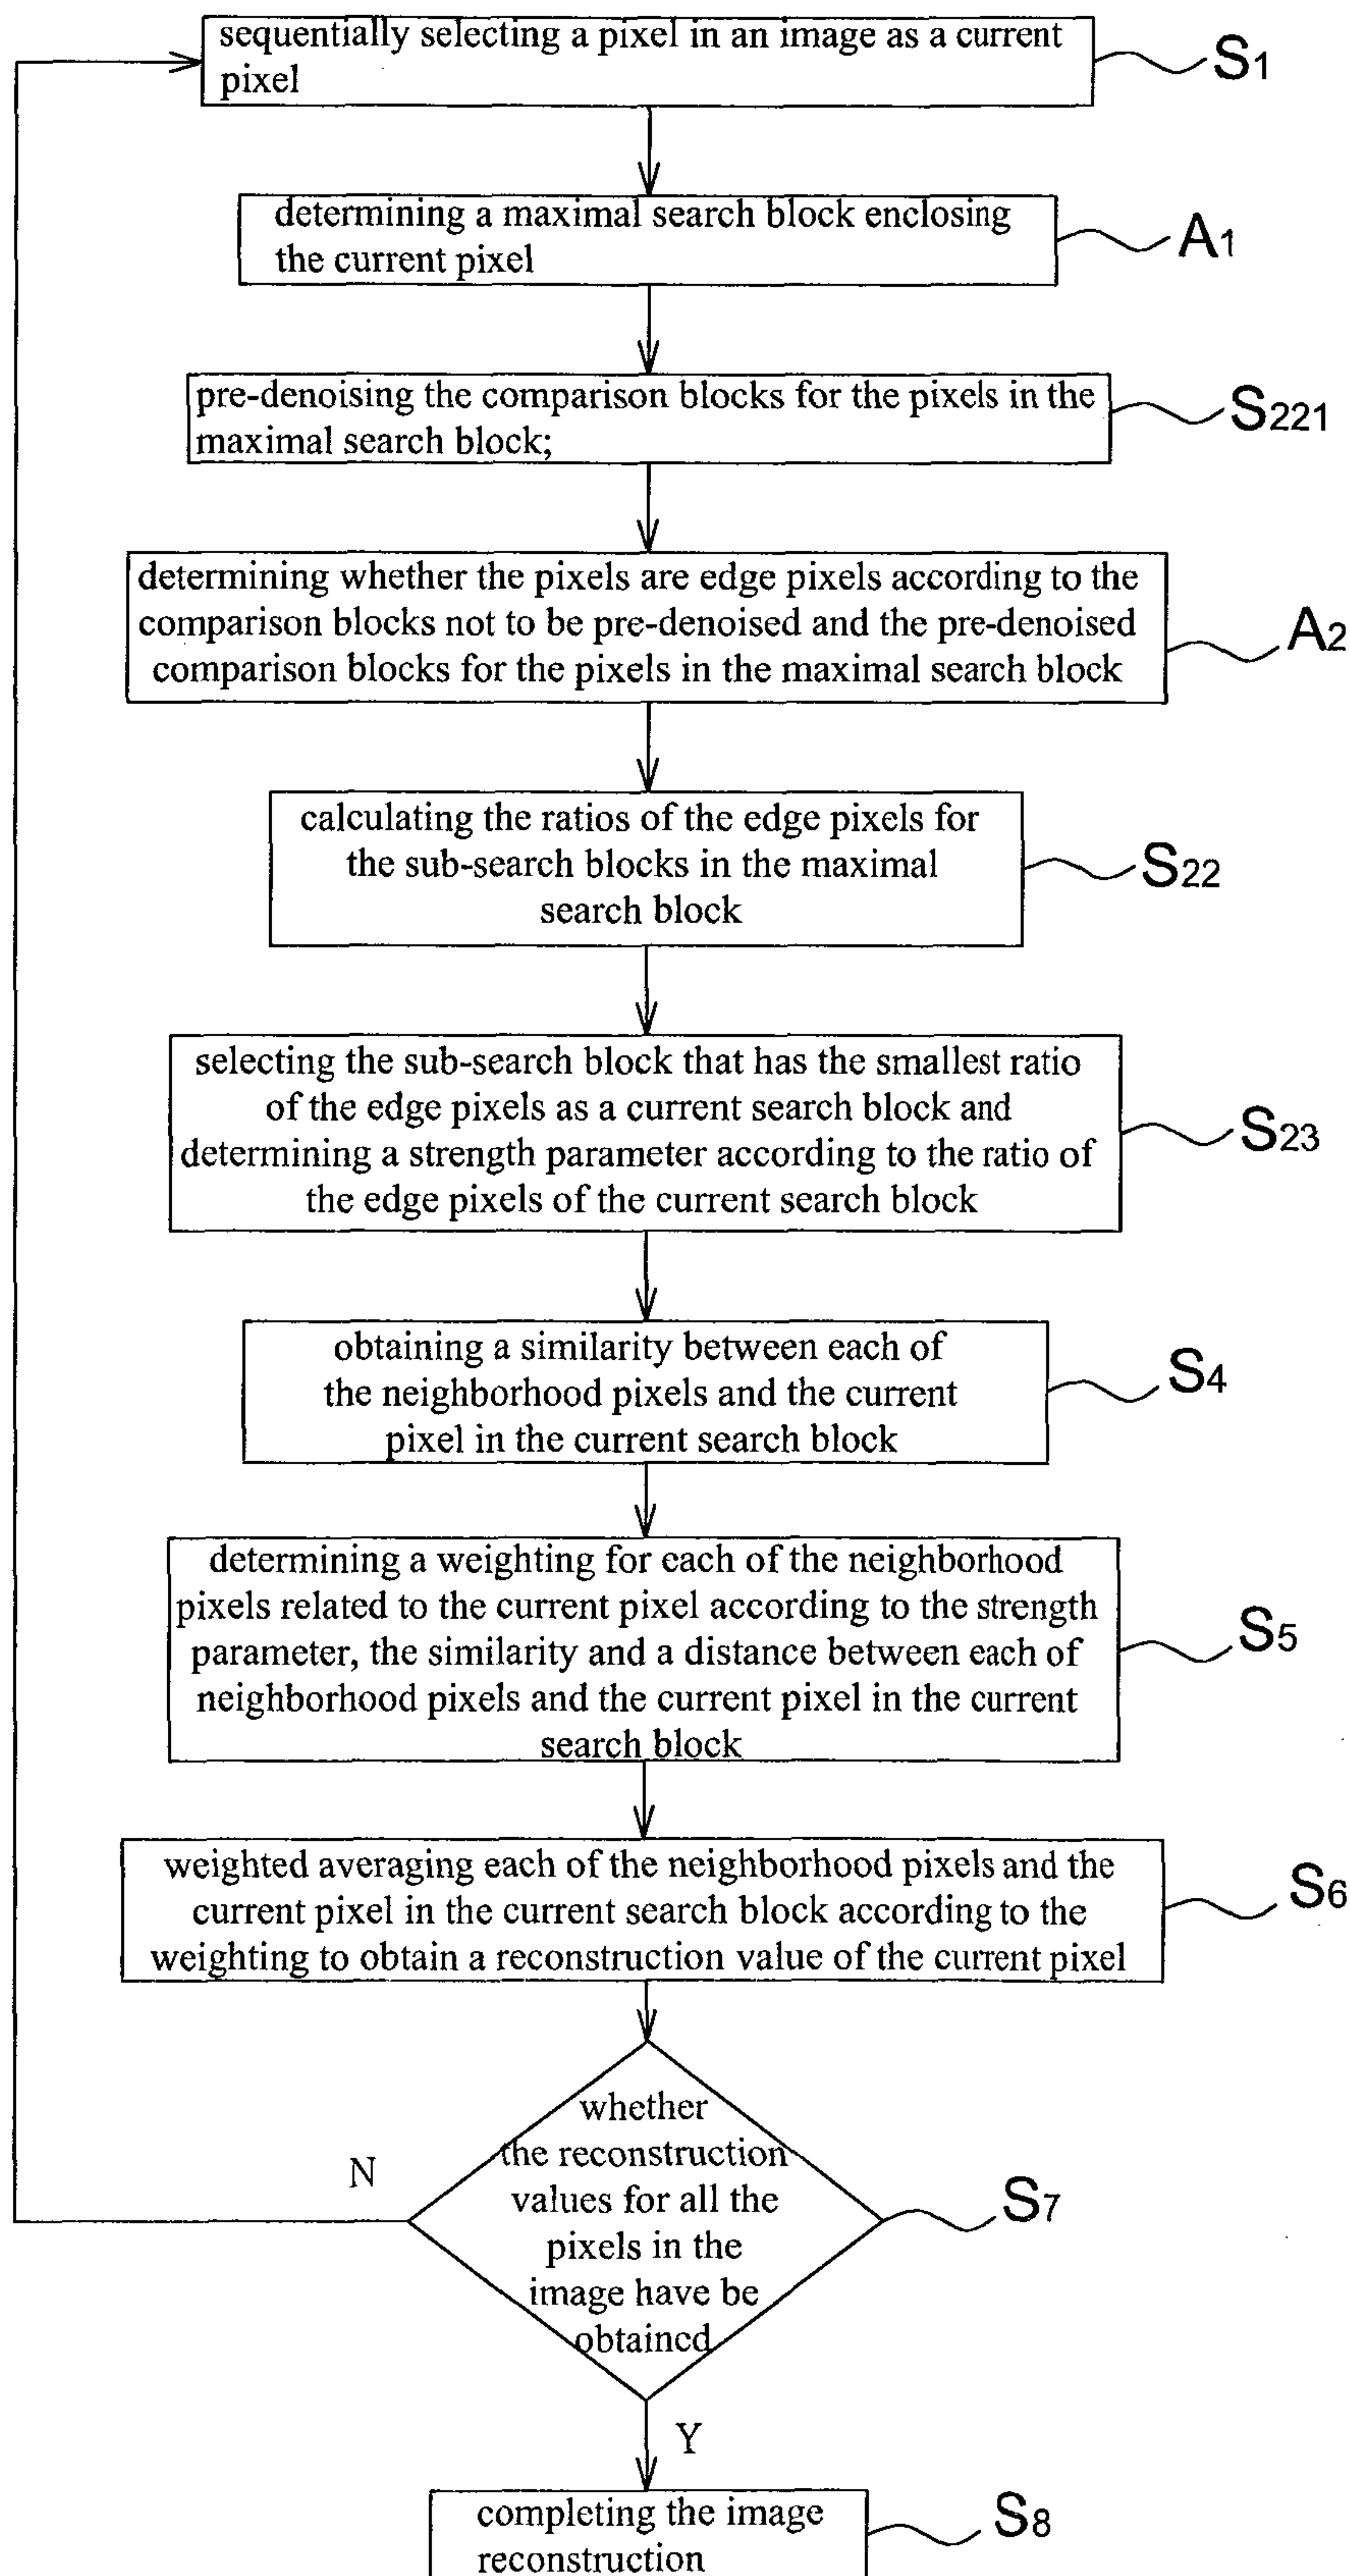 sequentially selecting a pixel in an image as a current
pixel
S1
determining a maximal search block enclosing
the current pixel
A1
pre-denoising the comparison blocks for the pixels in the
maximal search block;
S221
determining whether the pixels are edge pixels according to the
comparison blocks not to be pre-denoised and the pre-denoised
comparison blocks for the pixels in the maximal search block
A2
calculating the ratios of the edge pixels for
the sub-search blocks in the maximal
search block
S22
selecting the sub-search block that has the smallest ratio
of the edge pixels as a current search block and
determining a strength parameter according to the ratio of
the edge pixels of the current search block
S23
obtaining a similarity between each of
the neighborhood pixels and the current
pixel in the current search block
S4
determining a weighting for each of the neighborhood
pixels related to the current pixel according to the strength
parameter, the similarity and a distance between each of
neighborhood pixels and the current pixel in the current
search block
S5
weighted averaging each of the neighborhood pixels and the
current pixel in the current search block according to the
weighting to obtain a reconstruction value of the current pixel
S6
whether
the reconstruction
values for all the
pixels in the
image have be
obtained
N
S7
Y
completing the image
reconstruction
S8